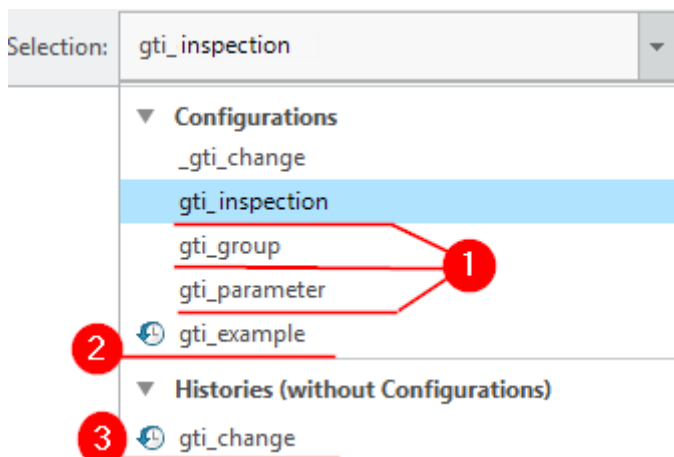 Selection: gti_inspection
Configurations
_gti_change
gti_inspection
gti_group
1
gti_parameter
gti_example
2
Histories (without Configurations)
3 gti_change